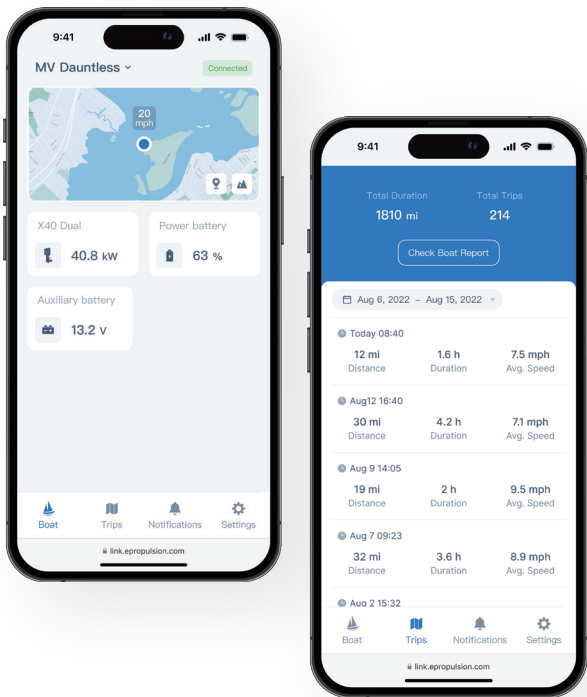 9:41
MV Dauntless
Connected
20
mph
X40 Dual
Power battery
40.8 kW
63 %
Auxiliary battery
13.2 V
Boat Trips Notifications Settings
link.epropulsion.com
9:41
Total Duration Total Trips
1810 mi 214
Check Boat Report
Aug 6, 2022 – Aug 15, 2022
Today 08:40
12 mi 1.6 h 7.5 mph
Distance Duration Avg. Speed
Aug12 16:40
30 mi 4.2 h 7.1 mph
Distance Duration Avg. Speed
Aug 9 14:05
19 mi 2 h 9.5 mph
Distance Duration Avg. Speed
Aug 7 09:23
32 mi 3.6 h 8.9 mph
Distance Duration Avg. Speed
Aug 2 15:32
Boat Trips Notifications Settings
link.epropulsion.com